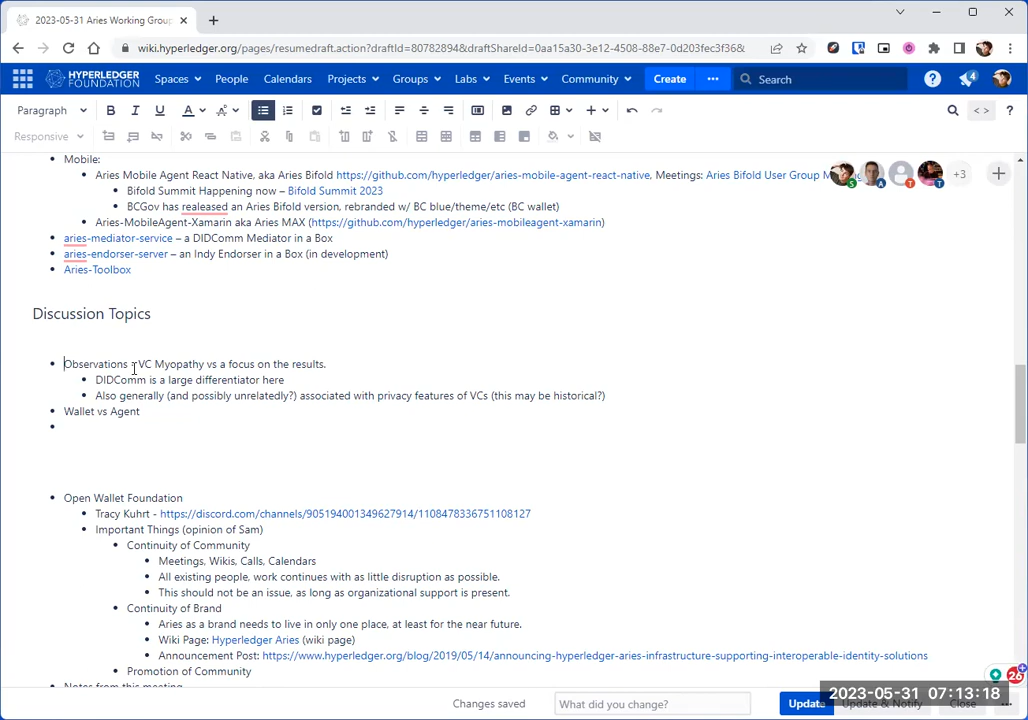 2023-05-31 Aries Working Group
wiki.hyperledger.org/pages/resumedraft.action?draftId=80782894&draftShareId=0aa15a30-3e12-4508-88e7-0d203fec3f36&
HYPERLEDGER FOUNDATION Spaces People Calendars Projects Groups Labs Events Community Create ··· Search ? 4
Paragraph B I U A
Responsive
Mobile:
Aries Mobile Agent React Native, aka Aries Bifold https://github.com/hyperledger/aries-mobile-agent-react-native, Meetings: Aries Bifold User Group
S A T T +3
Bifold Summit Happening now – Bifold Summit 2023
BCGov has realeased an Aries Bifold version, rebranded w/ BC blue/theme/etc (BC wallet)
Aries-MobileAgent-Xamarin aka Aries MAX (https://github.com/hyperledger/aries-mobileagent-xamarin)
aries-mediator-service – a DIDComm Mediator in a Box
aries-endorser-server – an Indy Endorser in a Box (in development)
Aries-Toolbox
Discussion Topics
Observations - VC Myopathy vs a focus on the results.
DIDComm is a large differentiator here
Also generally (and possibly unrelatedly?) associated with privacy features of VCs (this may be historical?)
Wallet vs Agent
Open Wallet Foundation
Tracy Kuhrt - https://discord.com/channels/905194001349627914/1108478336751108127
Important Things (opinion of Sam)
Continuity of Community
Meetings, Wikis, Calls, Calendars
All existing people, work continues with as little disruption as possible.
This should not be an issue, as long as organizational support is present.
Continuity of Brand
Aries as a brand needs to live in only one place, at least for the near future.
Wiki Page: Hyperledger Aries (wiki page)
Announcement Post: https://www.hyperledger.org/blog/2019/05/14/announcing-hyperledger-aries-infrastructure-supporting-interoperable-identity-solutions
Promotion of Community
Notes from this meeting
26
Changes saved What did you change? Update Update & Notify Close ···
2023-05-31 07:13:18